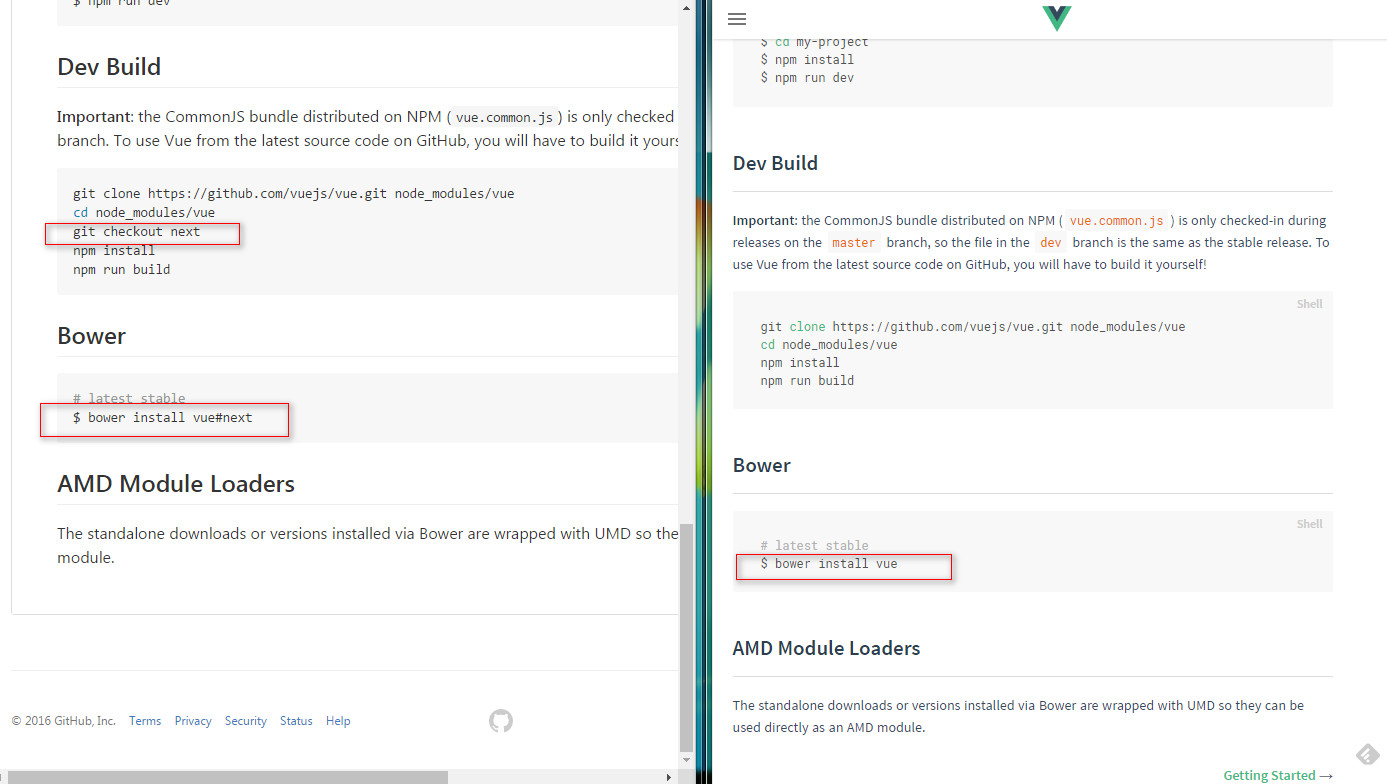 $ npm run dev
Dev Build
Important: the CommonJS bundle distributed on NPM ( vue.common.js ) is only checked
branch. To use Vue from the latest source code on GitHub, you will have to build it yours
git clone https://github.com/vuejs/vue.git node_modules/vue
cd node_modules/vue
git checkout next
npm install
npm run build
Bower
# latest stable
$ bower install vue#next
AMD Module Loaders
The standalone downloads or versions installed via Bower are wrapped with UMD so the
module.
© 2016 GitHub, Inc. Terms Privacy Security Status Help
$ cd my-project
$ npm install
$ npm run dev
Dev Build
Important: the CommonJS bundle distributed on NPM ( vue.common.js ) is only checked-in during
releases on the master branch, so the file in the dev branch is the same as the stable release. To
use Vue from the latest source code on GitHub, you will have to build it yourself!
Shell
git clone https://github.com/vuejs/vue.git node_modules/vue
cd node_modules/vue
npm install
npm run build
Bower
Shell
# latest stable
$ bower install vue
AMD Module Loaders
The standalone downloads or versions installed via Bower are wrapped with UMD so they can be
used directly as an AMD module.
Getting Started →